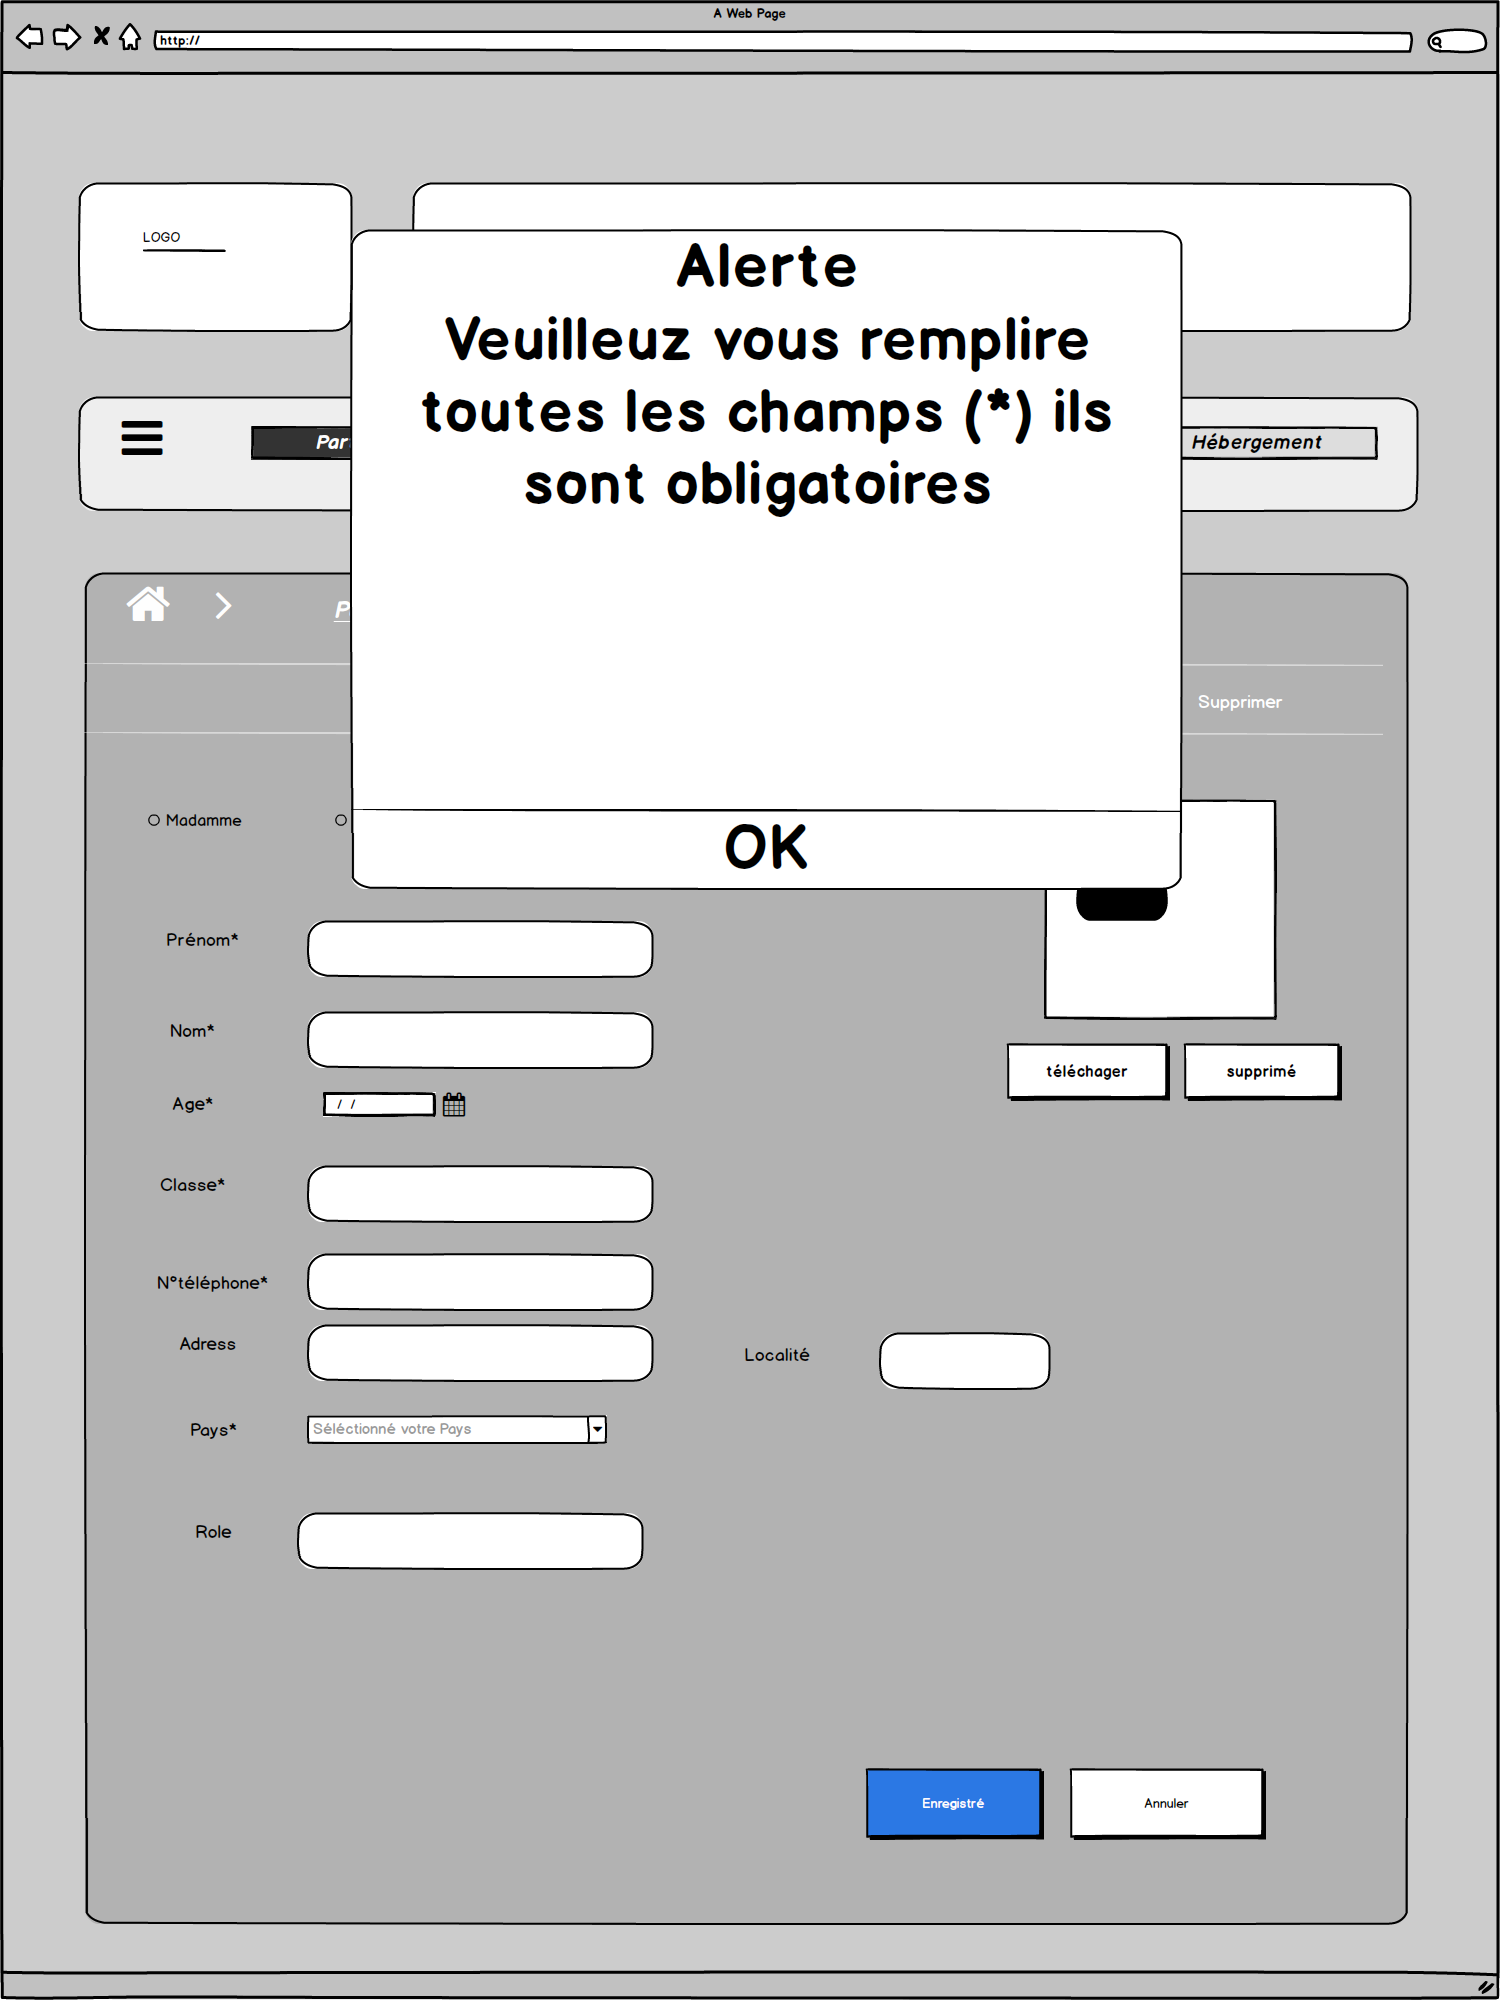 A Web Page
http://
LOGO
Alerte
Veuilleuz vous remplire
toutes les champs (*) ils
sont obligatoires
Par
Hébergement
P
Supprimer
Madamme
OK
Prénom*
Nom*
téléchager
supprimé
Age*
/ /
Classe*
N°téléphone*
Adress
Localité
Pays*
Séléctionné votre Pays
Role
Enregistré
Annuler